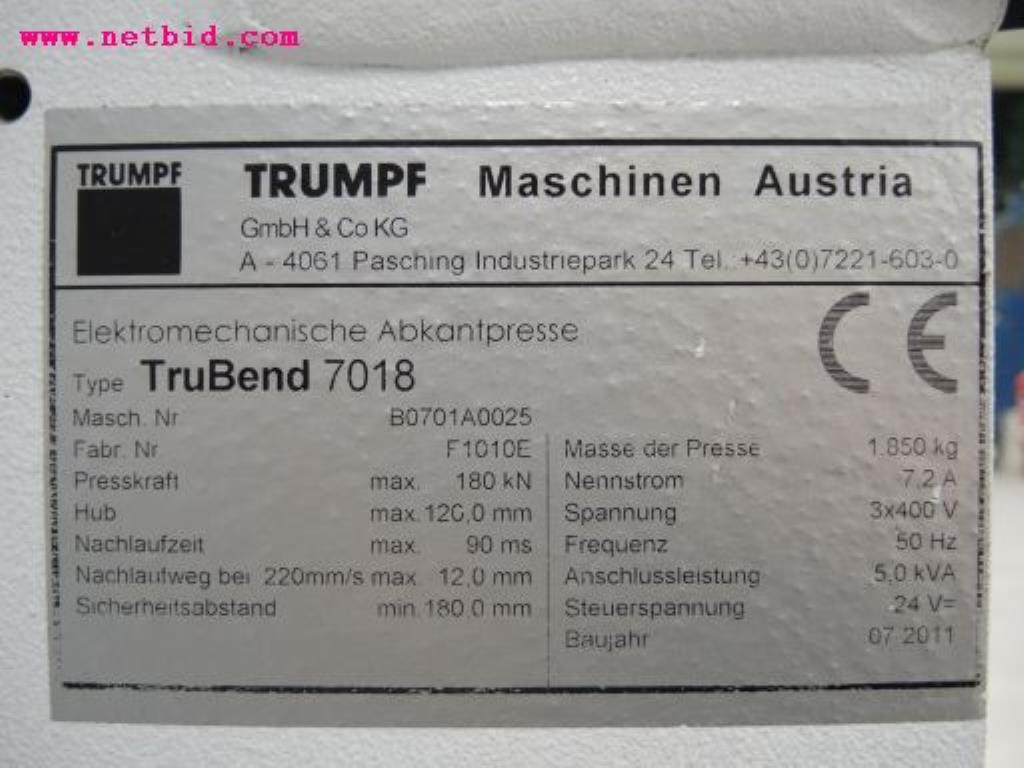 www.netbid.com
TRUMPF
TRUMPF Maschinen Austria
GmbH & Co KG
A - 4061 Pasching Industriepark 24 Tel.:+43(0)7221-603-0
Elektromechanische Abkantpresse
CE
Type TruBend 7018
Masch. Nr B0701A0025
Fabr. Nr F1010E
Presskraft max. 180 kN
Hub max. 120,0 mm
Nachlaufzeit max. 90 ms
Nachlaufweg bei 220mm/s max. 12,0 mm
Sicherheitsabstand min. 180.0 mm
Masse der Presse 1.850 kg
Nennstrom 7,2 A
Spannung 3x400 V
Frequenz 50 Hz
Anschlussleistung 5,0 kVA
Steuerspannung 24 V=
Baujahr 07.2011